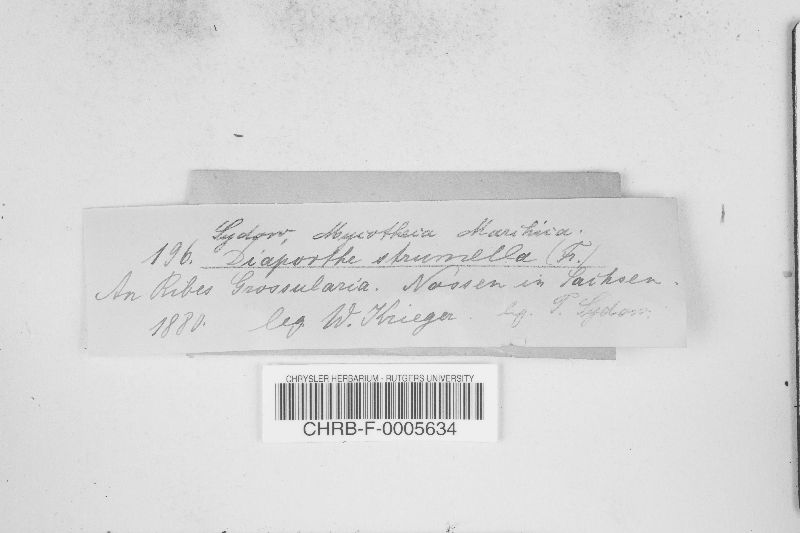 Sydow, Mycotheca Marchica.
196. Diaporthe strumella (Fr.)
An Ribes Grossularia. Nossen in Sachsen.
1880. leg. W. Krieger. lg. P. Sydow.
CHRYSLER HERBARIUM - RUTGERS UNIVERSITY
CHRB-F-0005634